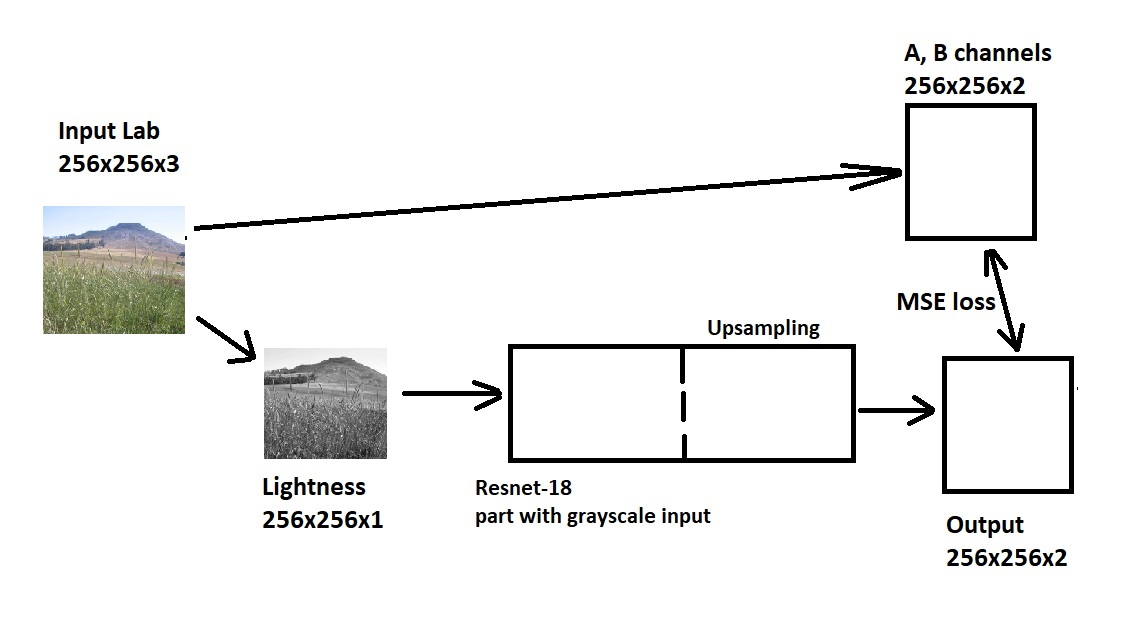 A, B channels
256x256x2
Input Lab
256x256x3
MSE loss
Upsampling
Lightness
256x256x1
Resnet-18
part with grayscale input
Output
256x256x2